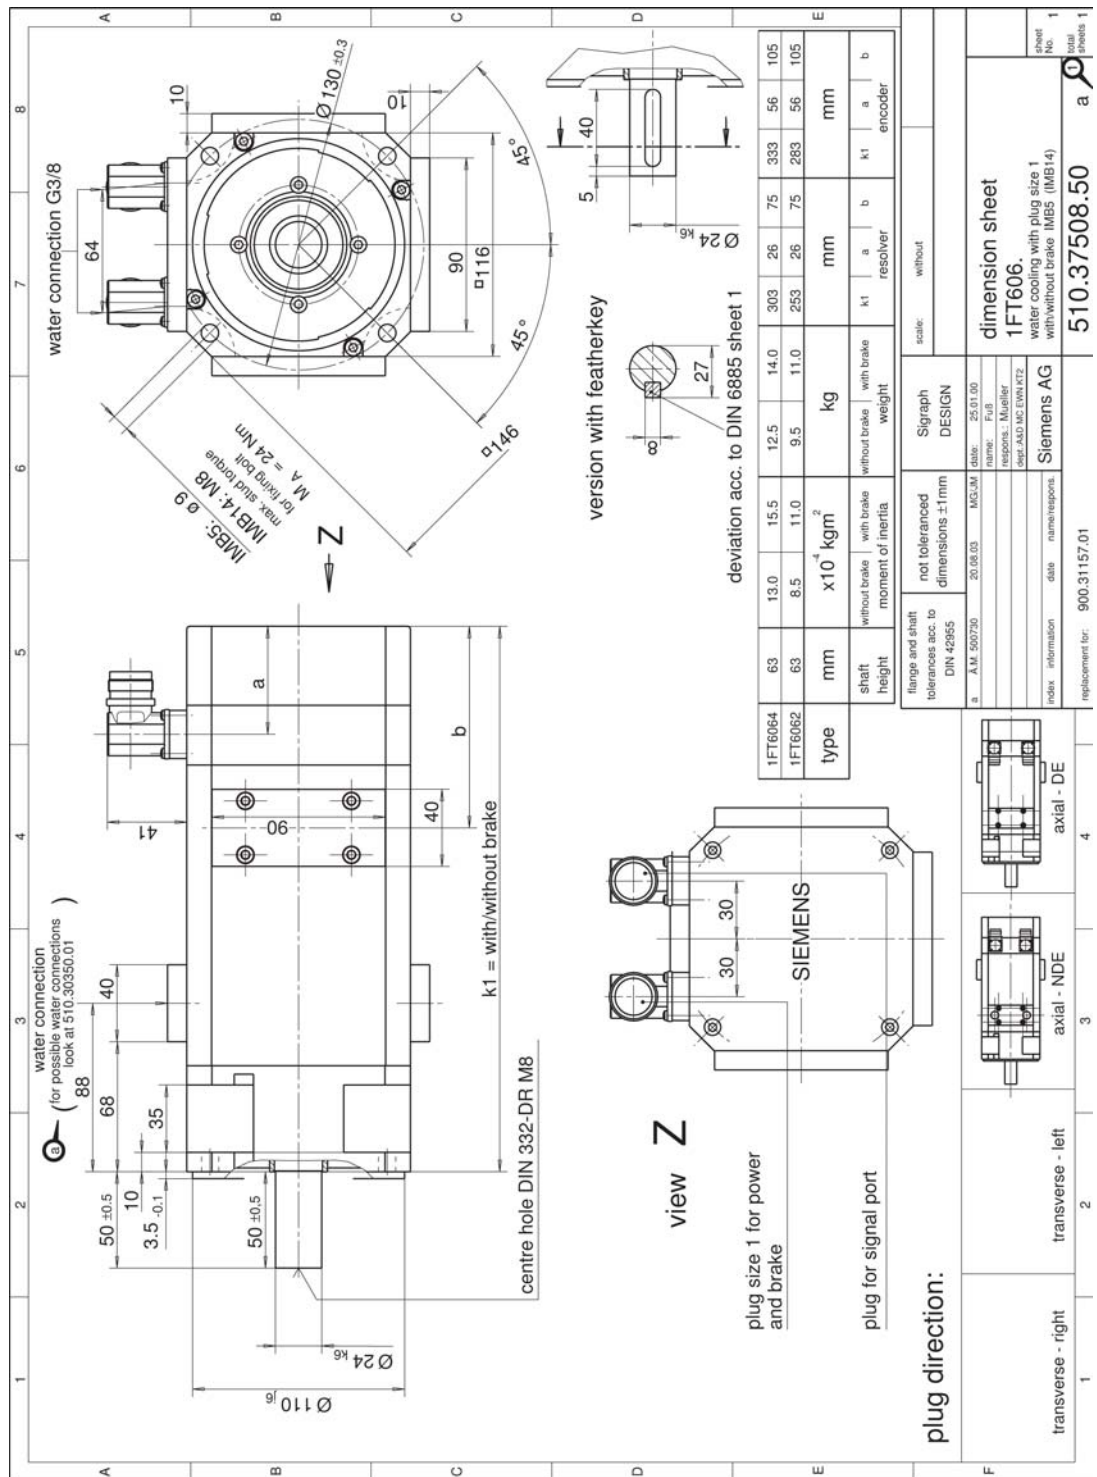 1 2 3 4 5 6 7 8
A
B
C
D
E
F
water connection
(for possible water connections
look at 510.30350.01 )
a
88
68
40
35
50 ±0.5
10
3.5 -0.1
50 ±0,5
Ø 24 k6
Ø 110 j6
centre hole DIN 332-DR M8
k1 = with/without brake
41
90
40
a
b
Z
water connection G3/8
64
10
Ø 130 ±0.3
10
90
□116
45°
45°
□146
IMB5: ø 9
IMB14: M8
max. stud torque
for fixing bolt
M A = 24 Nm
version with featherkey
5
40
Ø 24 k6
8
27
deviation acc. to DIN 6885 sheet 1
view Z
30 30
SIEMENS
plug size 1 for power
and brake
plug for signal port
1FT6064 63 13.0 15.5 12.5 14.0 303 26 75 333 56 105
1FT6062 63 8.5 11.0 9.5 11.0 253 26 75 283 56 105
type mm x10-4 kgm2 kg mm mm
shaft
height
without brake with brake without brake with brake k1 a b k1 a b
moment of inertia weight resolver encoder
plug direction:
transverse - right transverse - left axial - NDE axial - DE
flange and shaft
tolerances acc. to
DIN 42955
not toleranced
dimensions ±1mm
Sigraph
DESIGN
scale: without
a Ä.M. 500730 20.08.03 MG/JM
index information date name/respons.
date: 25.01.00
name: Fuß
respons.: Mueller
dept.:A&D MC EWN KT2
Siemens AG
dimension sheet
1FT606.
water cooling with plug size 1
with/without brake IMB5 (IMB14)
replacement for: 900.31157.01
510.37508.50 a
1
sheet
No. 1
total
sheets 1
1 2 3 4